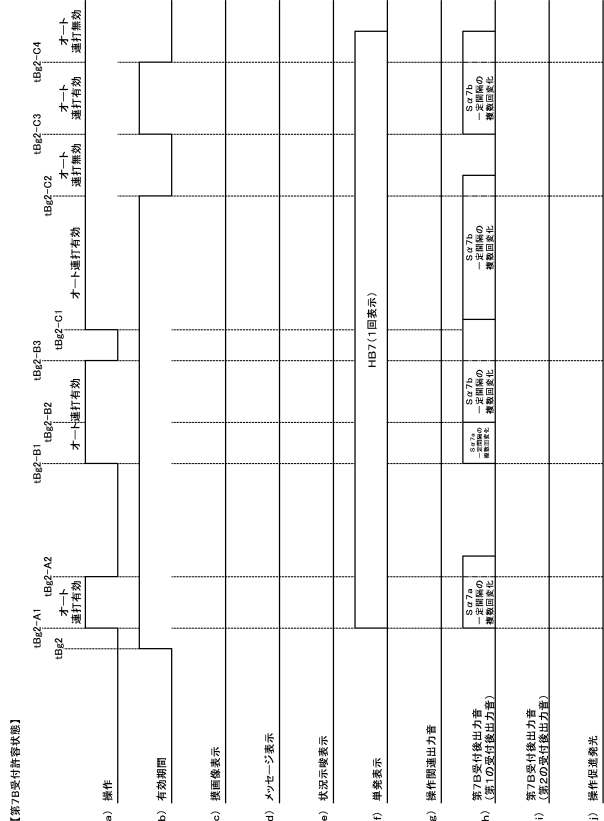 【第7B受付許容状態】
tBg2
tBg2-A1
tBg2-A2
tBg2-B1
tBg2-B2
tBg2-B3
tBg2-C1
tBg2-C2
tBg2-C3
tBg2-C4
a) 操作
オート
連打無効
オート連打有効
オート連打有効
オート
連打無効
オート
連打有効
オート
連打無効
b) 有効期間
c) 摸画像表示
d) メッセージ表示
e) 状況示唆表示
f) 単発表示
HB7(1回表示)
g) 操作関連出力音
h) 第7B受付後出力音
(第1の受付後出力音)
Sα7a
一定間隔の
複数回変化
Sα7a
一定間隔の
複数回変化
Sα7b
一定間隔の
複数回変化
Sα7b
一定間隔の
複数回変化
Sα7b
一定間隔の
複数回変化
i) 第7B受付後出力音
(第2の受付後出力音)
j) 操作促進発光